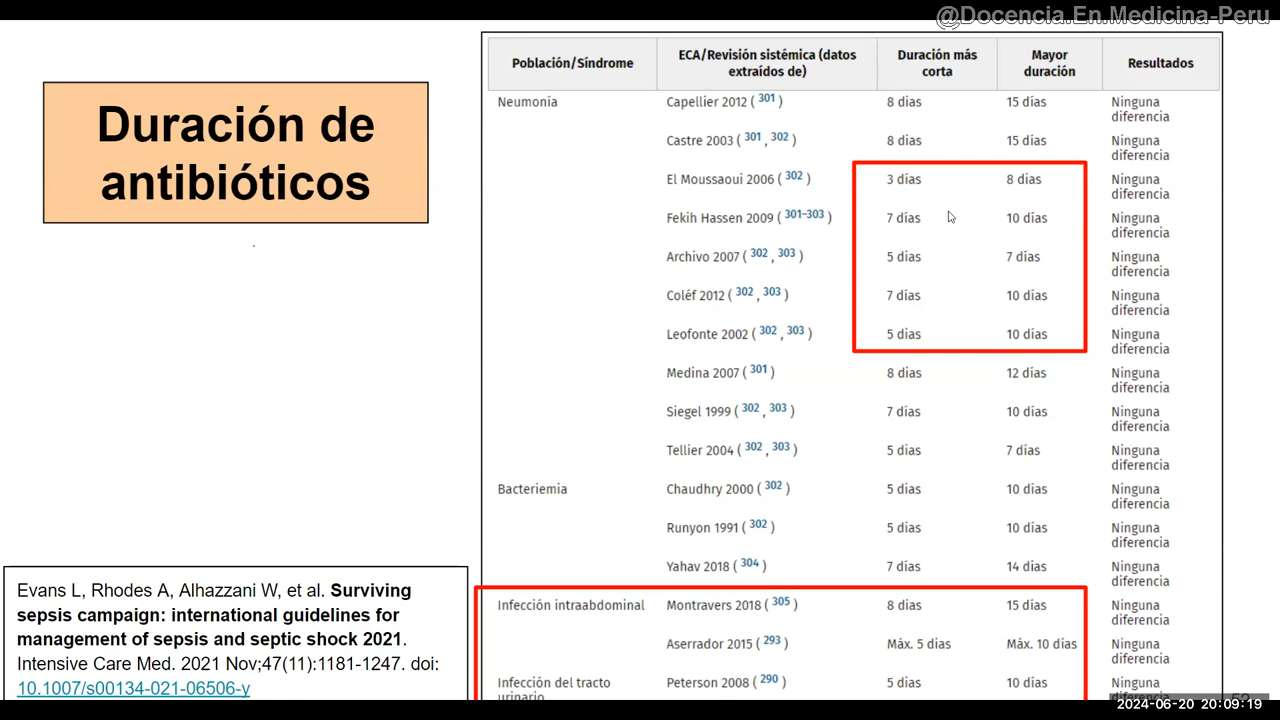 @Docencia.En.Medicina-Peru
Duración de
antibióticos
Población/Síndrome ECA/Revisión sistémica (datos extraídos de) Duración más corta Mayor duración Resultados
Neumonía Capellier 2012 ( 301 ) 8 días 15 días Ninguna diferencia
Castre 2003 ( 301 , 302 ) 8 días 15 días Ninguna diferencia
El Moussaoui 2006 ( 302 ) 3 días 8 días Ninguna diferencia
Fekih Hassen 2009 ( 301–303 ) 7 días 10 días Ninguna diferencia
Archivo 2007 ( 302 , 303 ) 5 días 7 días Ninguna diferencia
Coléf 2012 ( 302 , 303 ) 7 días 10 días Ninguna diferencia
Leofonte 2002 ( 302 , 303 ) 5 días 10 días Ninguna diferencia
Medina 2007 ( 301 ) 8 días 12 días Ninguna diferencia
Siegel 1999 ( 302 , 303 ) 7 días 10 días Ninguna diferencia
Tellier 2004 ( 302 , 303 ) 5 días 7 días Ninguna diferencia
Bacteriemia Chaudhry 2000 ( 302 ) 5 días 10 días Ninguna diferencia
Runyon 1991 ( 302 ) 5 días 10 días Ninguna diferencia
Yahav 2018 ( 304 ) 7 días 14 días Ninguna diferencia
Infección intraabdominal Montravers 2018 ( 305 ) 8 días 15 días Ninguna diferencia
Aserrador 2015 ( 293 ) Máx. 5 días Máx. 10 días Ninguna diferencia
Infección del tracto urinario Peterson 2008 ( 290 ) 5 días 10 días Ninguna
Evans L, Rhodes A, Alhazzani W, et al. Surviving
sepsis campaign: international guidelines for
management of sepsis and septic shock 2021.
Intensive Care Med. 2021 Nov;47(11):1181-1247. doi:
10.1007/s00134-021-06506-y
2024-06-20 20:09:19